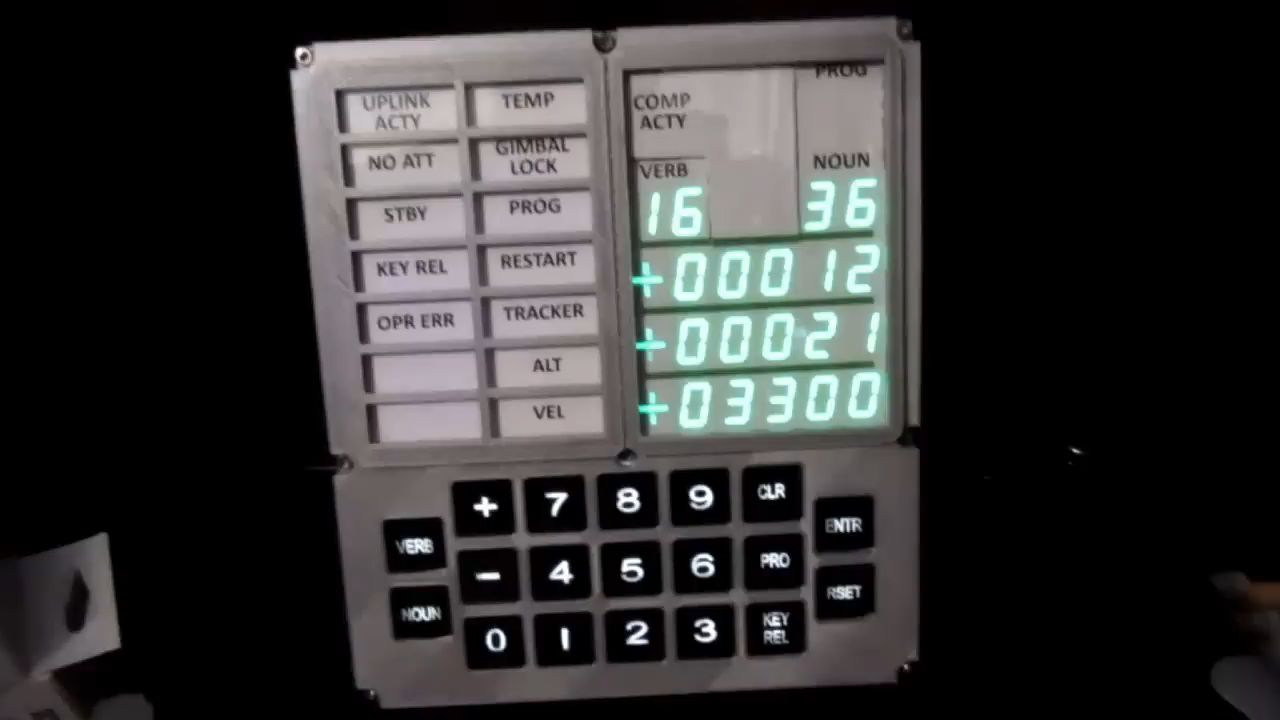 UPLINK ACTY
TEMP
NO ATT
GIMBAL LOCK
STBY
PROG
KEY REL
RESTART
OPR ERR
TRACKER
ALT
VEL
COMP ACTY
PROG
VERB
NOUN
16 36
+00012
+00021
+03300
+ 7 8 9 CLR
VERB ENTR
- 4 5 6 PRO
NOUN RSET
0 1 2 3 KEY REL